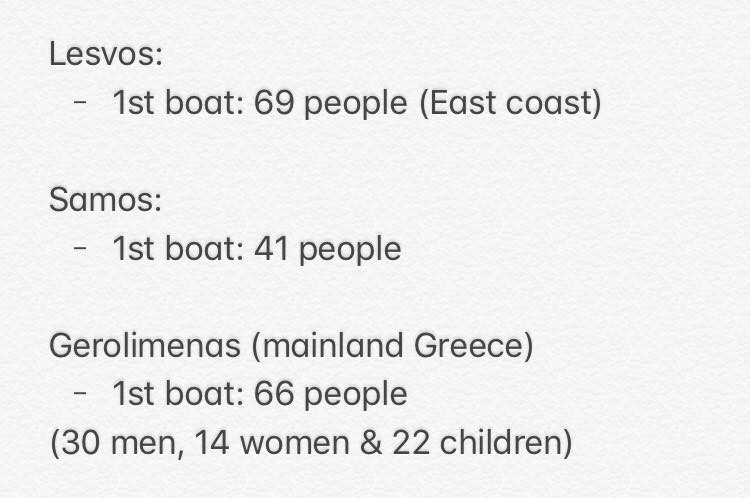 Lesvos:
- 1st boat: 69 people (East coast)
Samos:
- 1st boat: 41 people
Gerolimenas (mainland Greece)
- 1st boat: 66 people
(30 men, 14 women & 22 children)